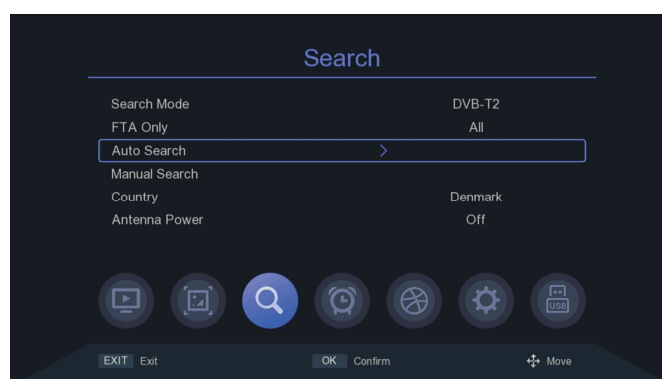 Search
Search Mode DVB-T2
FTA Only All
Auto Search
Manual Search
Country Denmark
Antenna Power Off
USB
EXIT Exit OK Confirm Move